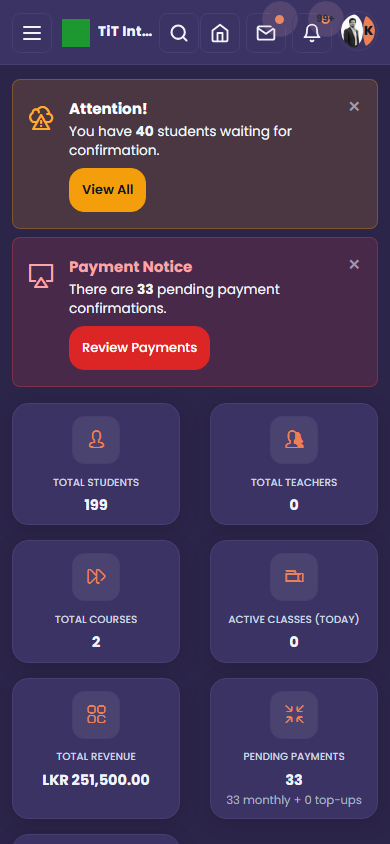 TiT Int...
99+
K
Attention!
You have 40 students waiting for
confirmation.
View All
Payment Notice
There are 33 pending payment
confirmations.
Review Payments
TOTAL STUDENTS
199
TOTAL TEACHERS
0
TOTAL COURSES
2
ACTIVE CLASSES (TODAY)
0
TOTAL REVENUE
LKR 251,500.00
PENDING PAYMENTS
33
33 monthly + 0 top-ups